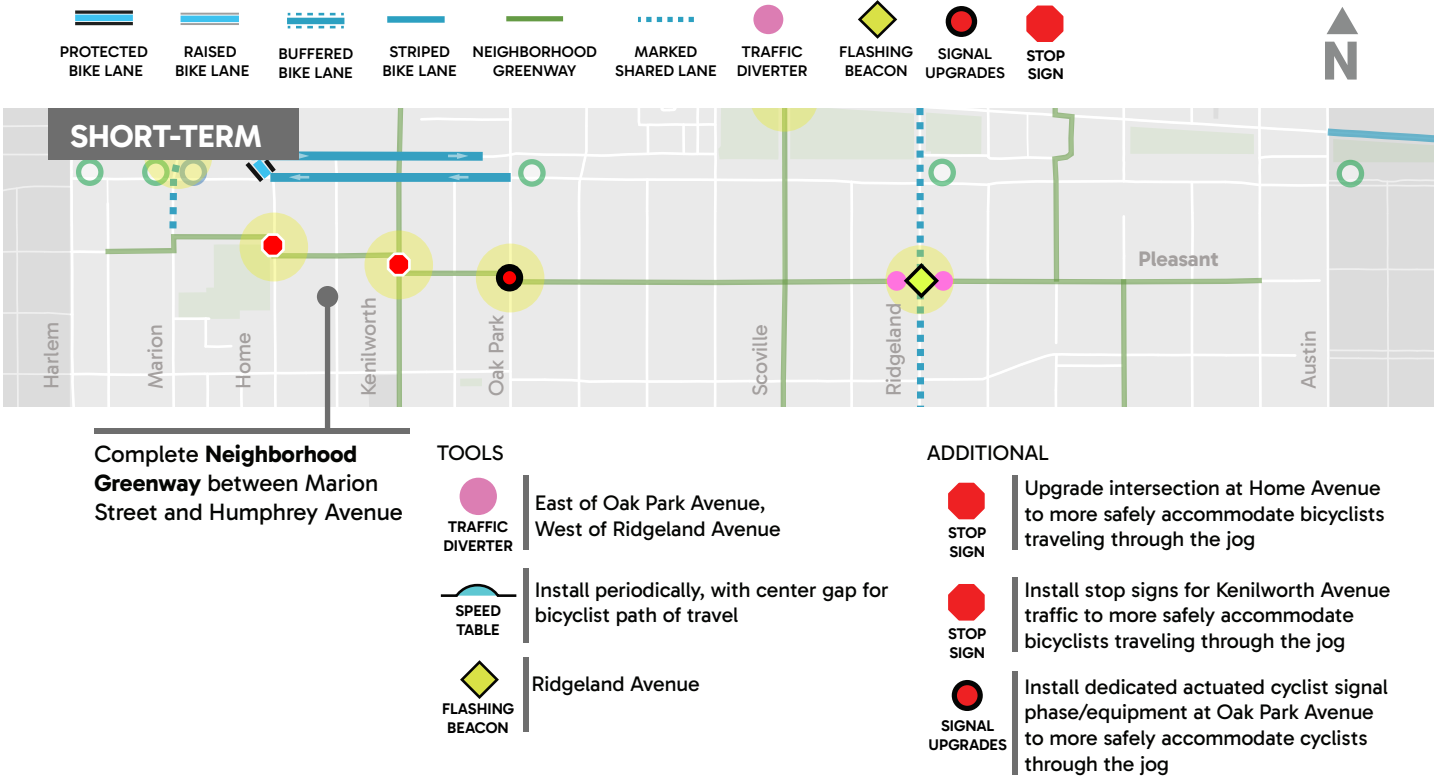 PROTECTED
BIKE LANE
RAISED
BIKE LANE
BUFFERED
BIKE LANE
STRIPED
BIKE LANE
NEIGHBORHOOD
GREENWAY
MARKED
SHARED LANE
TRAFFIC
DIVERTER
FLASHING
BEACON
SIGNAL
UPGRADES
STOP
SIGN
N
SHORT-TERM
Pleasant
Harlem
Marion
Home
Kenilworth
Oak Park
Scoville
Ridgeland
Austin
Complete Neighborhood
Greenway between Marion
Street and Humphrey Avenue
TOOLS
TRAFFIC
DIVERTER
East of Oak Park Avenue,
West of Ridgeland Avenue
SPEED
TABLE
Install periodically, with center gap for
bicyclist path of travel
FLASHING
BEACON
Ridgeland Avenue
ADDITIONAL
STOP
SIGN
Upgrade intersection at Home Avenue
to more safely accommodate bicyclists
traveling through the jog
STOP
SIGN
Install stop signs for Kenilworth Avenue
traffic to more safely accommodate
bicyclists traveling through the jog
SIGNAL
UPGRADES
Install dedicated actuated cyclist signal
phase/equipment at Oak Park Avenue
to more safely accommodate cyclists
through the jog